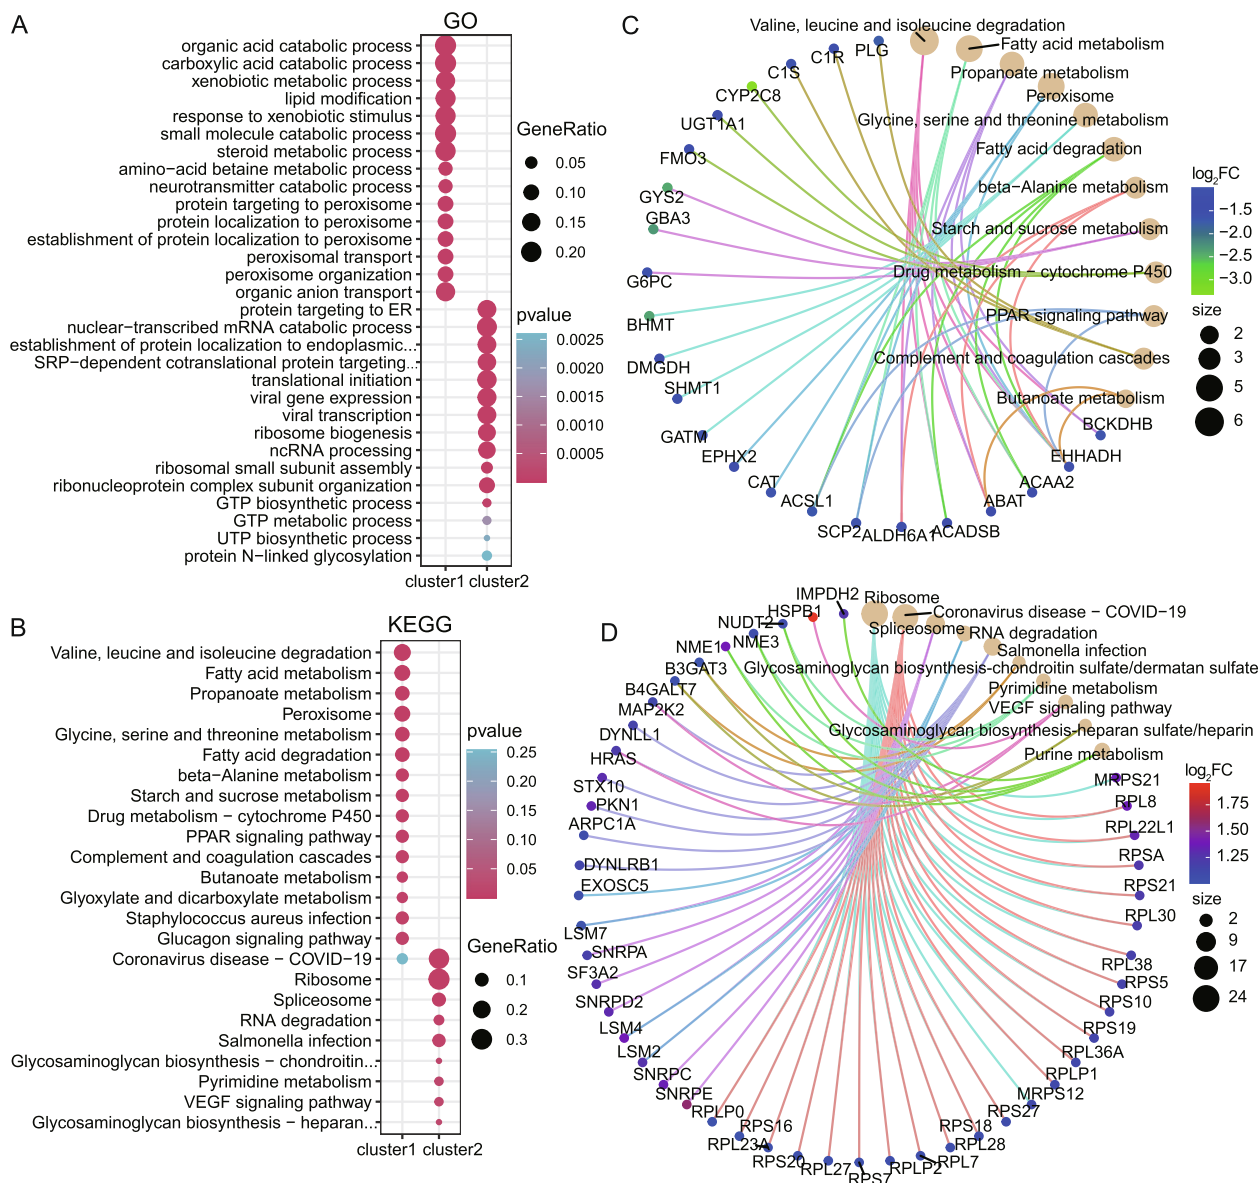 A
GO
organic acid catabolic process
carboxylic acid catabolic process
xenobiotic metabolic process
lipid modification
response to xenobiotic stimulus
small molecule catabolic process
steroid metabolic process
amino−acid betaine metabolic process
neurotransmitter catabolic process
protein targeting to peroxisome
protein localization to peroxisome
establishment of protein localization to peroxisome
peroxisomal transport
peroxisome organization
organic anion transport
protein targeting to ER
nuclear−transcribed mRNA catabolic process
establishment of protein localization to endoplasmic...
SRP−dependent cotranslational protein targeting...
translational initiation
viral gene expression
viral transcription
ribosome biogenesis
ncRNA processing
ribosomal small subunit assembly
ribonucleoprotein complex subunit organization
GTP biosynthetic process
GTP metabolic process
UTP biosynthetic process
protein N−linked glycosylation
cluster1 cluster2
GeneRatio
0.05
0.10
0.15
0.20
pvalue
0.0025
0.0020
0.0015
0.0010
0.0005
B
KEGG
Valine, leucine and isoleucine degradation
Fatty acid metabolism
Propanoate metabolism
Peroxisome
Glycine, serine and threonine metabolism
Fatty acid degradation
beta−Alanine metabolism
Starch and sucrose metabolism
Drug metabolism − cytochrome P450
PPAR signaling pathway
Complement and coagulation cascades
Butanoate metabolism
Glyoxylate and dicarboxylate metabolism
Staphylococcus aureus infection
Glucagon signaling pathway
Coronavirus disease − COVID−19
Ribosome
Spliceosome
RNA degradation
Salmonella infection
Glycosaminoglycan biosynthesis − chondroitin...
Pyrimidine metabolism
VEGF signaling pathway
Glycosaminoglycan biosynthesis − heparan...
cluster1 cluster2
pvalue
0.25
0.20
0.15
0.10
0.05
GeneRatio
0.1
0.2
0.3
C
Valine, leucine and isoleucine degradation
Fatty acid metabolism
Propanoate metabolism
Peroxisome
Glycine, serine and threonine metabolism
Fatty acid degradation
beta−Alanine metabolism
Starch and sucrose metabolism
Drug metabolism − cytochrome P450
PPAR signaling pathway
Complement and coagulation cascades
Butanoate metabolism
BCKDHB
EHHADH
ACAA2
ABAT
ACADSB
ALDH6A1
SCP2
ACSL1
CAT
EPHX2
GATM
SHMT1
DMGDH
BHMT
G6PC
GBA3
GYS2
FMO3
UGT1A1
CYP2C8
C1S
C1R
PLG
log2FC
−1.5
−2.0
−2.5
−3.0
size
2
3
5
6
D
Ribosome
Coronavirus disease − COVID−19
Spliceosome
RNA degradation
Salmonella infection
Glycosaminoglycan biosynthesis-chondroitin sulfate/dermatan sulfate
Pyrimidine metabolism
VEGF signaling pathway
Glycosaminoglycan biosynthesis-heparan sulfate/heparin
Purine metabolism
MRPS21
RPL8
RPL22L1
RPSA
RPS21
RPL30
RPL38
RPS5
RPS10
RPS19
RPL36A
RPLP1
MRPS12
RPS27
RPS18
RPL28
RPL7
RPLP2
RPS7
RPL27
RPS20
RPL23A
RPS16
RPLP0
SNRPE
SNRPC
LSM2
LSM4
SNRPD2
SF3A2
SNRPA
LSM7
EXOSC5
DYNLRB1
ARPC1A
PKN1
STX10
HRAS
DYNLL1
MAP2K2
B4GALT7
B3GAT3
NME1
NME3
NUDT2
HSPB1
IMPDH2
log2FC
1.75
1.50
1.25
size
2
9
17
24